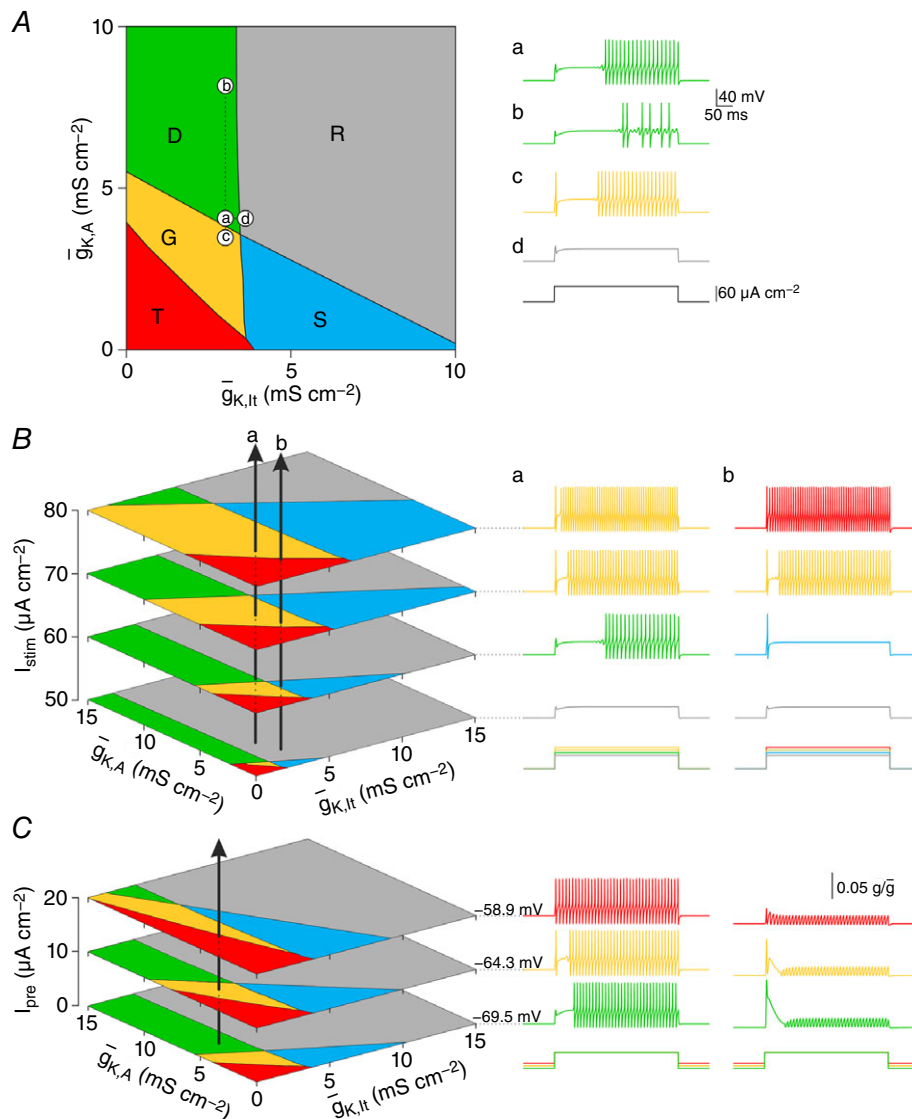 A
10
5
0
0
5
10
ḡK,A (mS cm⁻²)
ḡK,lt (mS cm⁻²)
D
R
G
T
S
b
a
d
c
a
b
c
d
40 mV
50 ms
60 µA cm⁻²
B
a
b
80
70
60
50
Istim (µA cm⁻²)
15
10
5
0
5
10
15
ḡK,A (mS cm⁻²)
ḡK,lt (mS cm⁻²)
a
b
C
20
10
0
Ipre (µA cm⁻²)
15
10
5
0
5
10
15
ḡK,A (mS cm⁻²)
ḡK,lt (mS cm⁻²)
−58.9 mV
−64.3 mV
−69.5 mV
0.05 g/ḡ